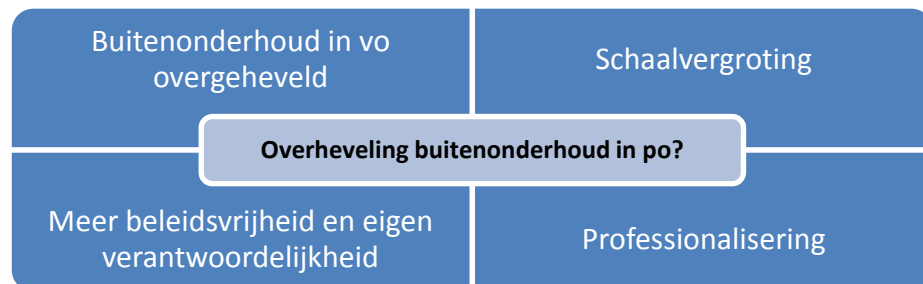 Buitenonderhoud in vo
overgeheveld
Schaalvergroting
Overheveling buitenonderhoud in po?
Meer beleidsvrijheid en eigen
verantwoordelijkheid
Professionalisering